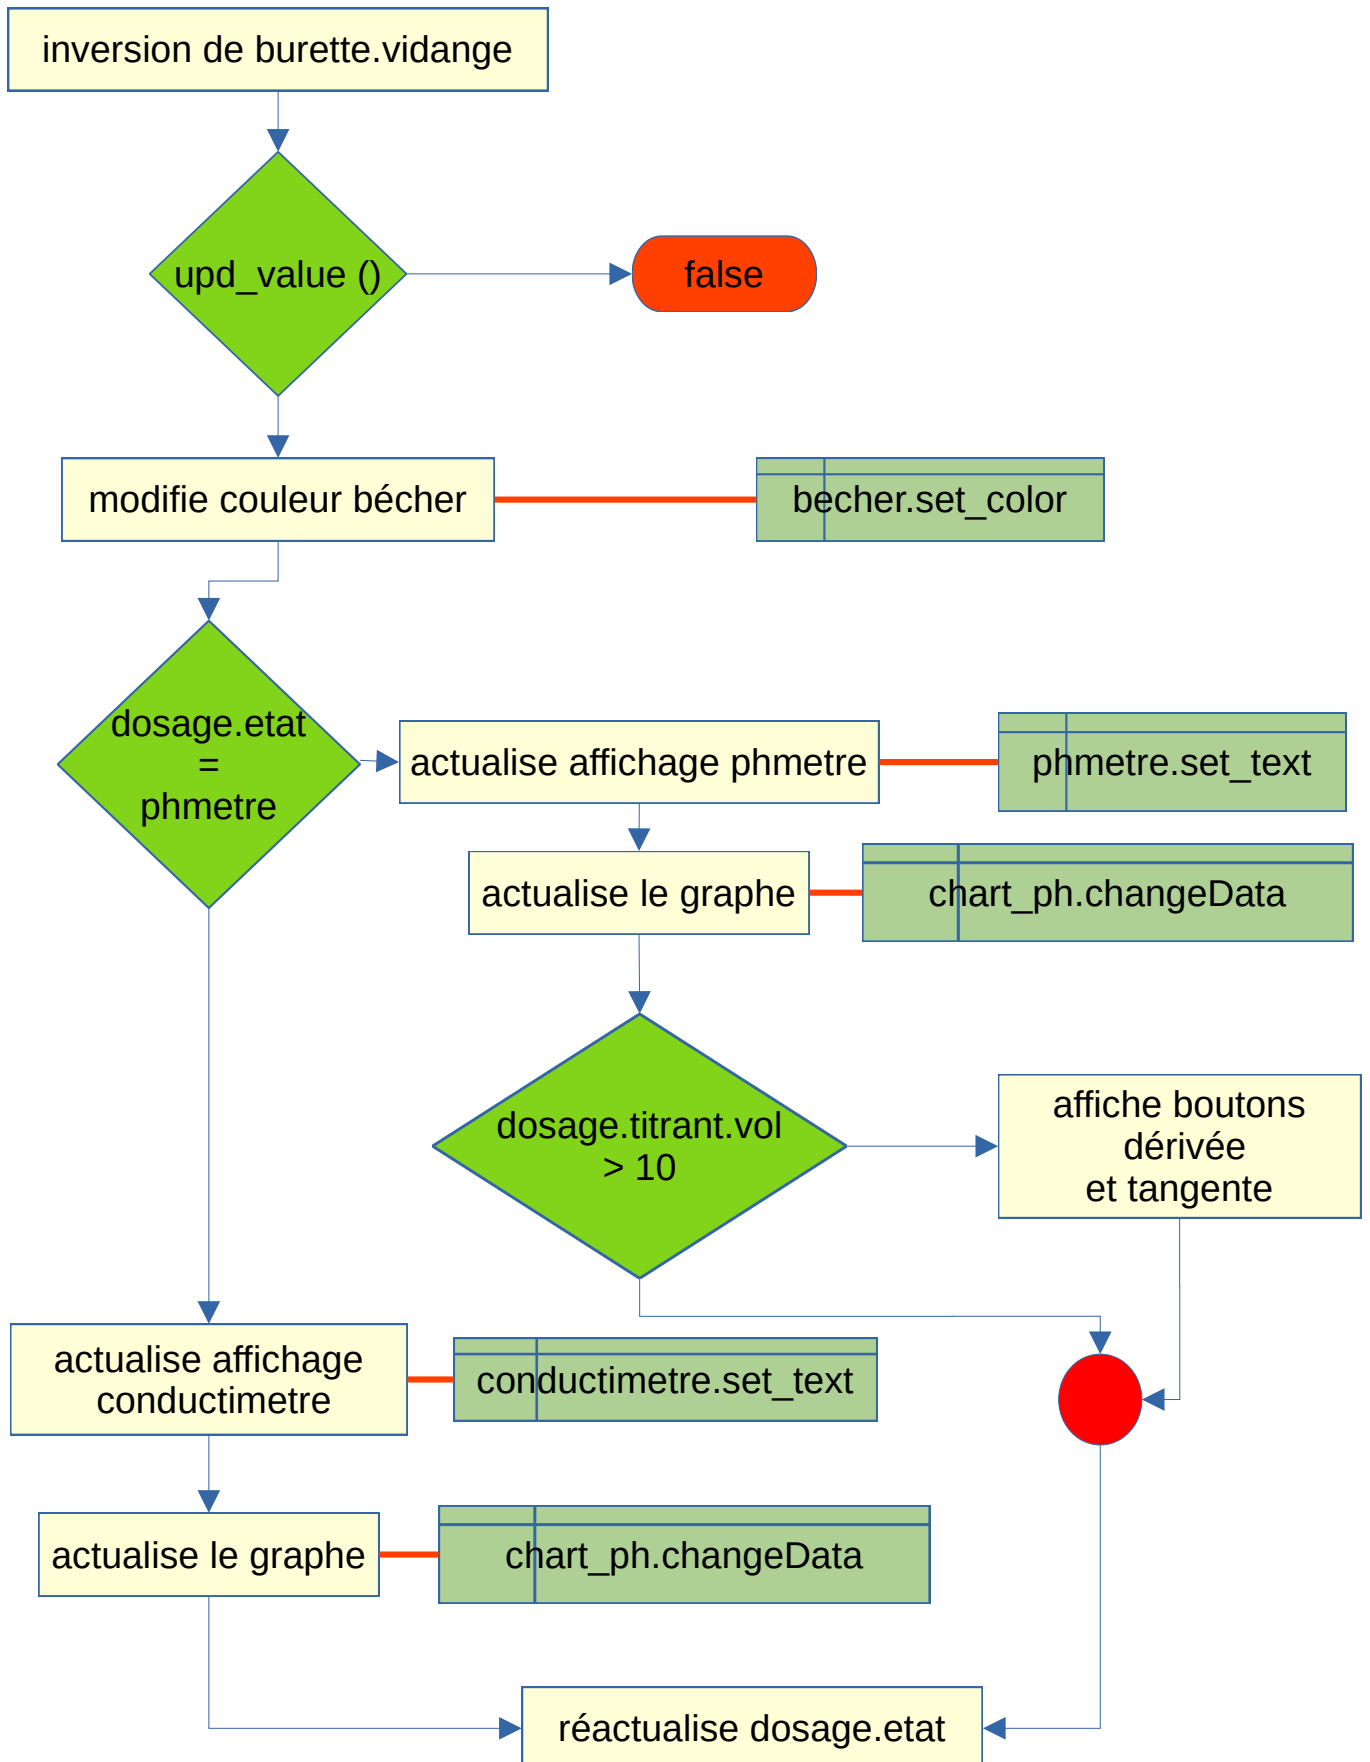 inversion de burette.vidange
upd_value ()
false
modifie couleur bécher
becher.set_color
dosage.etat
=
phmetre
actualise affichage phmetre
phmetre.set_text
actualise le graphe
chart_ph.changeData
dosage.titrant.vol
> 10
affiche boutons
dérivée
et tangente
actualise affichage
conductimetre
conductimetre.set_text
actualise le graphe
chart_ph.changeData
réactualise dosage.etat